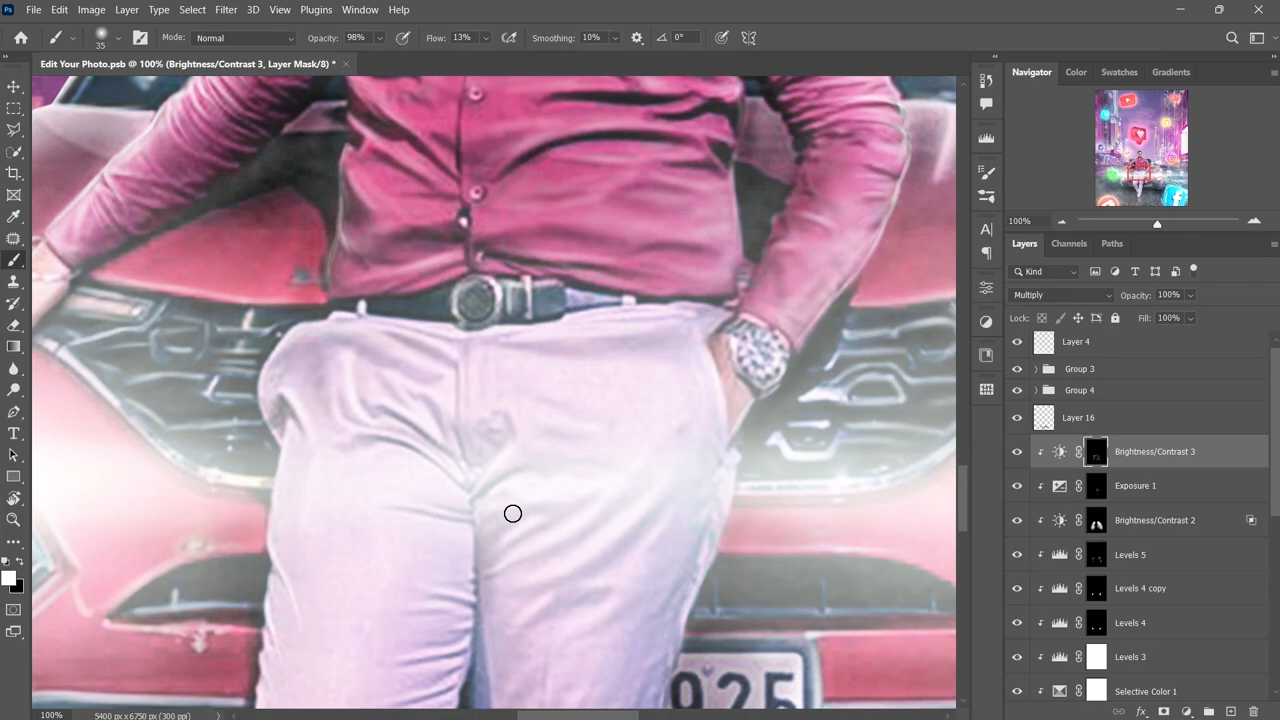 Ps File Edit Image Layer Type Select Filter 3D View Plugins Window Help
35 Mode: Normal Opacity: 98% Flow: 13% Smoothing: 10% 0°
Edit Your Photo.psb @ 100% (Brightness/Contrast 3, Layer Mask/8) *
Navigator Color Swatches Gradients
100%
Layers Channels Paths
Kind
Multiply Opacity: 100%
Lock: Fill: 100%
Layer 4
Group 3
Group 4
Layer 16
Brightness/Contrast 3
Exposure 1
Brightness/Contrast 2
Levels 5
Levels 4 copy
Levels 4
Levels 3
Selective Color 1
925
100% 5400 px x 6750 px (300 ppi)